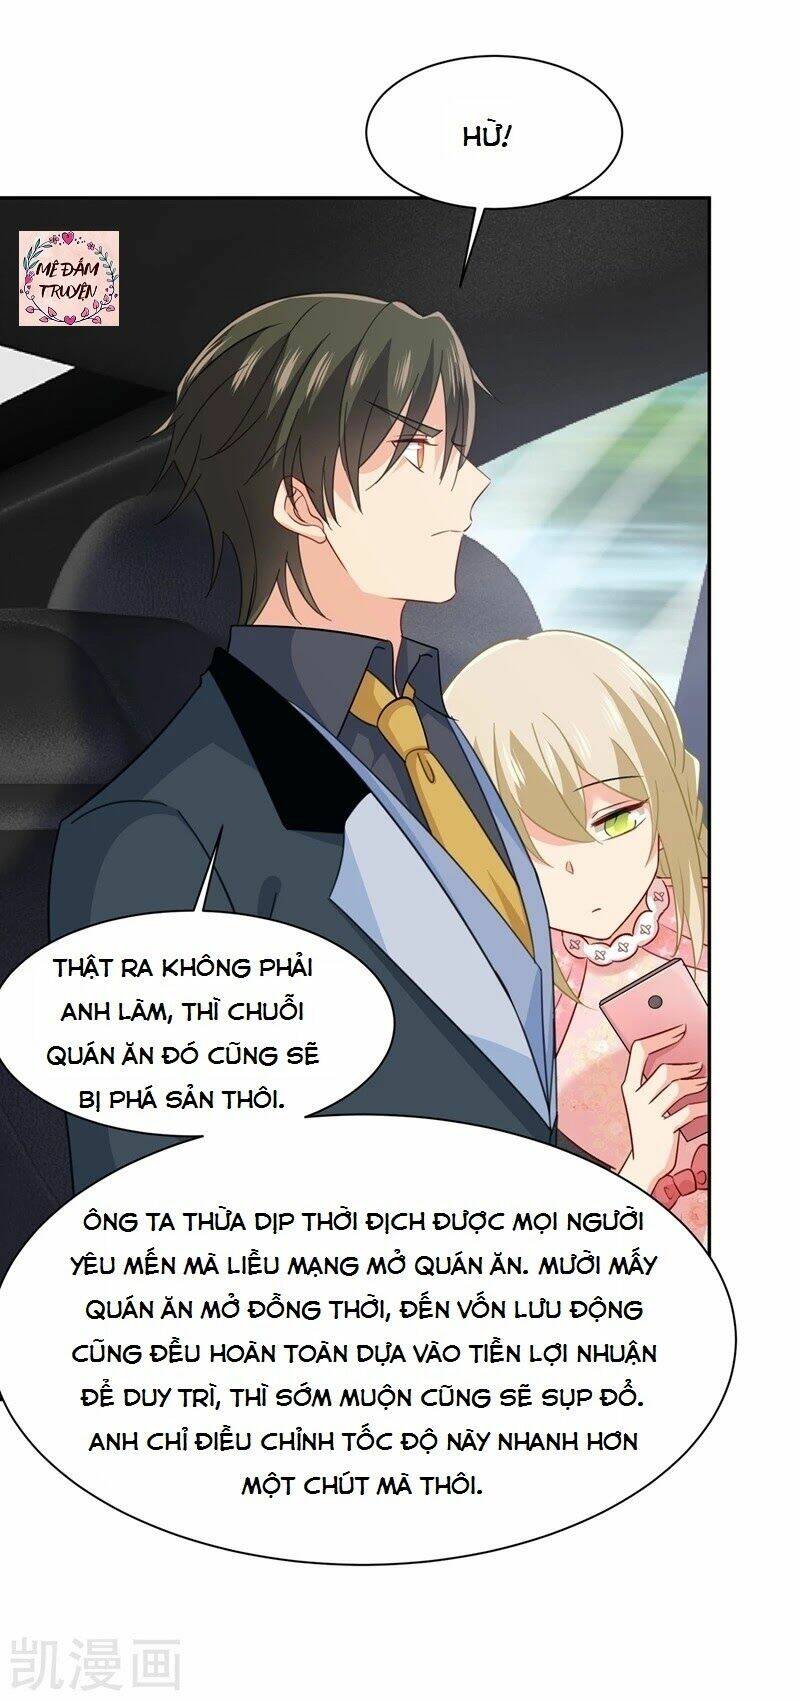 HỪ!
MÊ ĐẮM
TRUYỆN
THẬT RA KHÔNG PHẢI
ANH LÀM, THÌ CHUỖI
QUÁN ĂN ĐÓ CŨNG SẼ
BỊ PHÁ SẢN THÔI.
ÔNG TA THỪA DỊP THỜI ĐỊCH ĐƯỢC MỌI NGƯỜI
YÊU MẾN MÀ LIỀU MẠNG MỞ QUÁN ĂN. MƯỜI MẤY
QUÁN ĂN MỞ ĐỒNG THỜI, ĐẾN VỐN LƯU ĐỘNG
CŨNG ĐỀU HOÀN TOÀN DỰA VÀO TIỀN LỢI NHUẬN
ĐỂ DUY TRÌ, THÌ SỚM MUỘN CŨNG SẼ SỤP ĐỔ.
ANH CHỈ ĐIỀU CHỈNH TỐC ĐỘ NÀY NHANH HƠN
MỘT CHÚT MÀ THÔI.
凯漫画